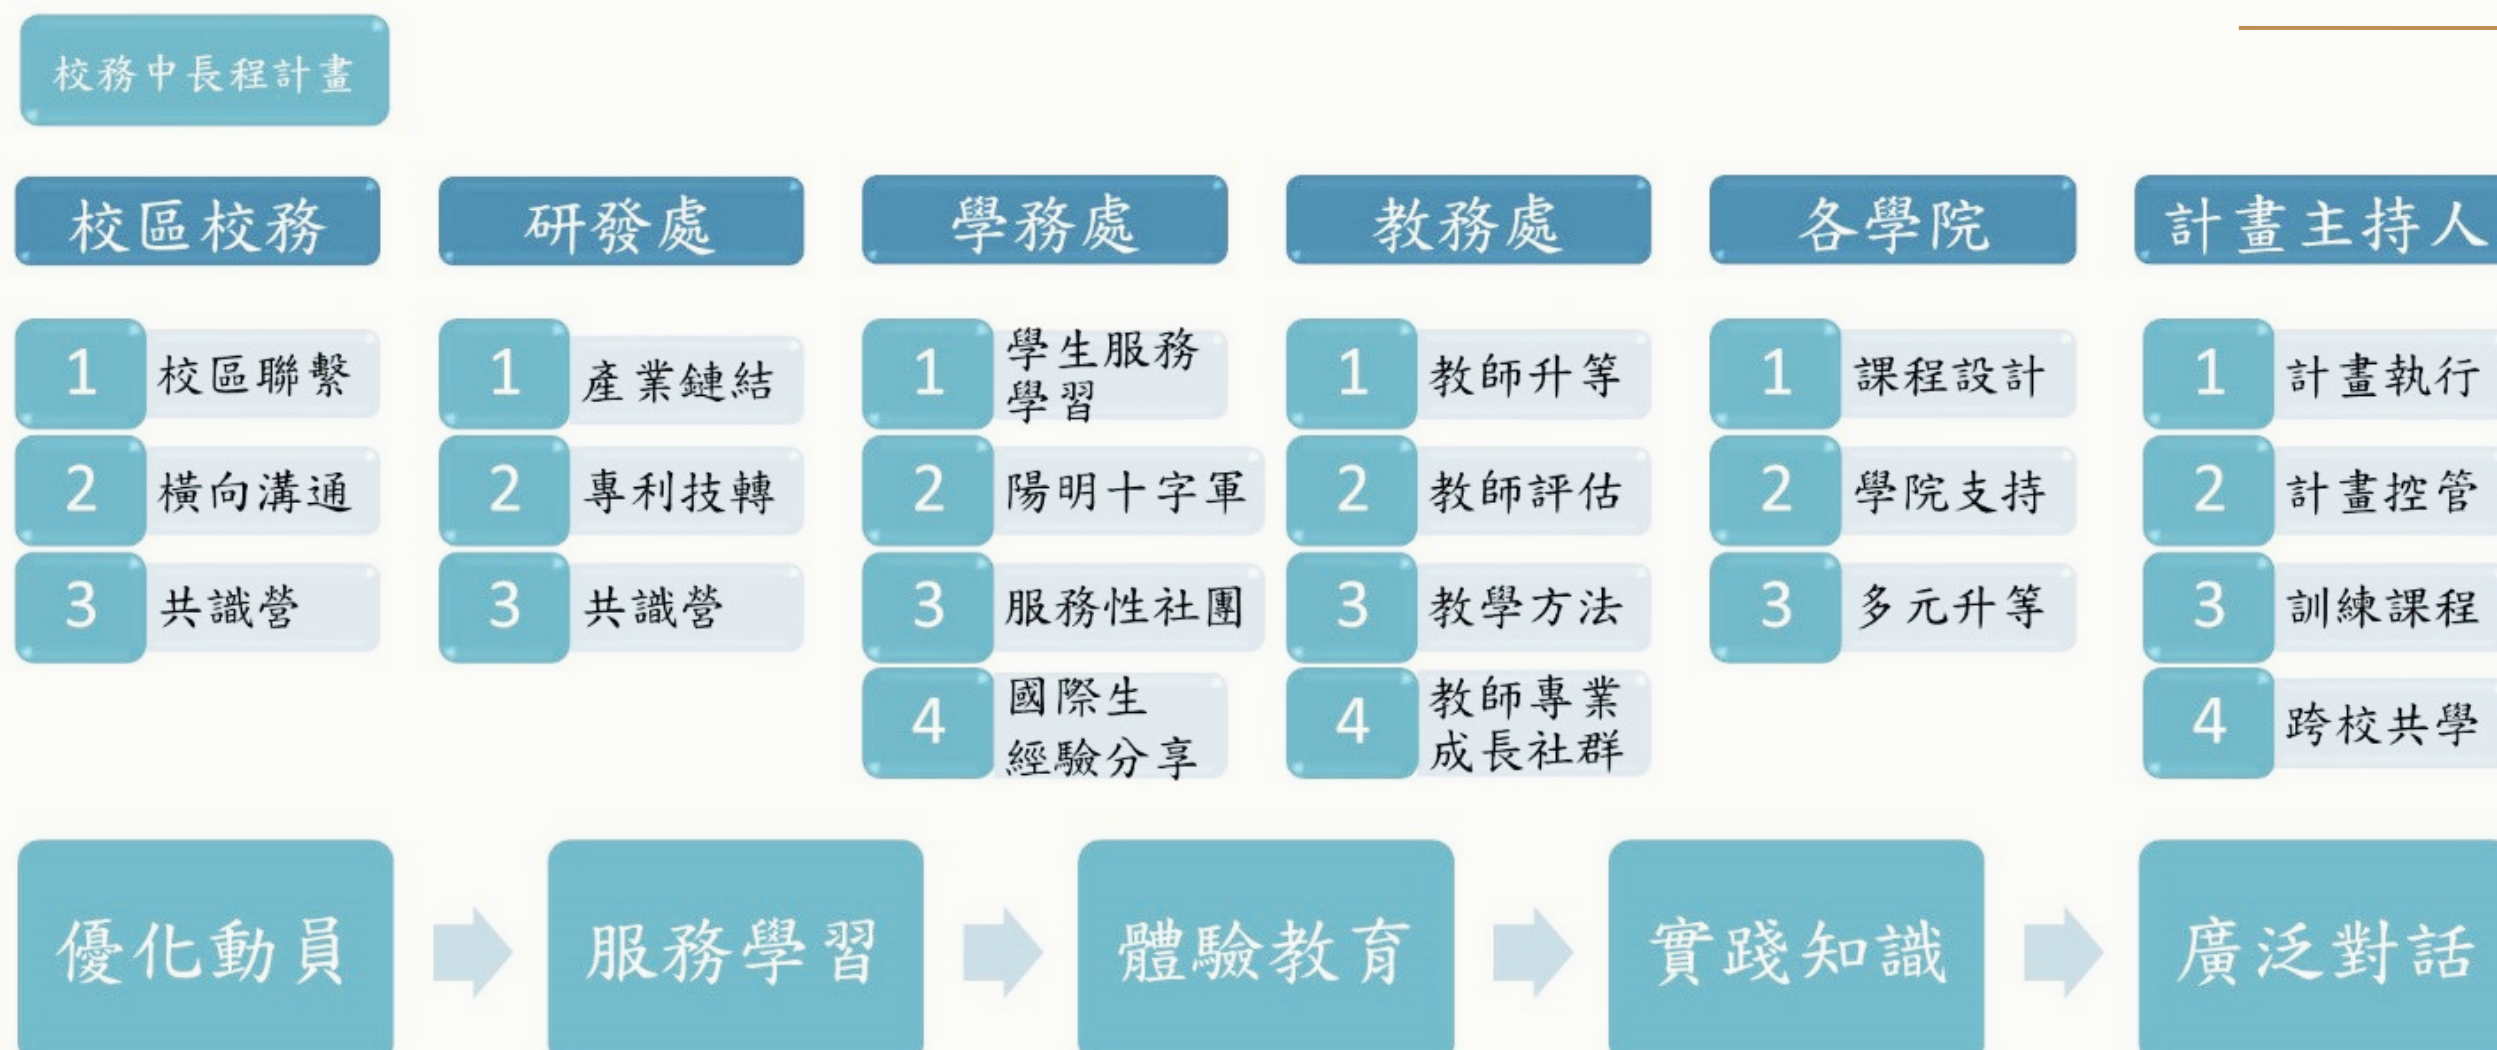 校務中長程計畫
校區校務
1
校區聯繫
2
橫向溝通
3
共識營
研發處
1
產業鏈結
2
專利技轉
3
共識營
學務處
1
學生服務
學習
2
陽明十字軍
3
服務性社團
4
國際生
經驗分享
教務處
1
教師升等
2
教師評估
3
教學方法
4
教師專業
成長社群
各學院
1
課程設計
2
學院支持
3
多元升等
計畫主持人
1
計畫執行
2
計畫控管
3
訓練課程
4
跨校共學
優化動員
服務學習
體驗教育
實踐知識
廣泛對話